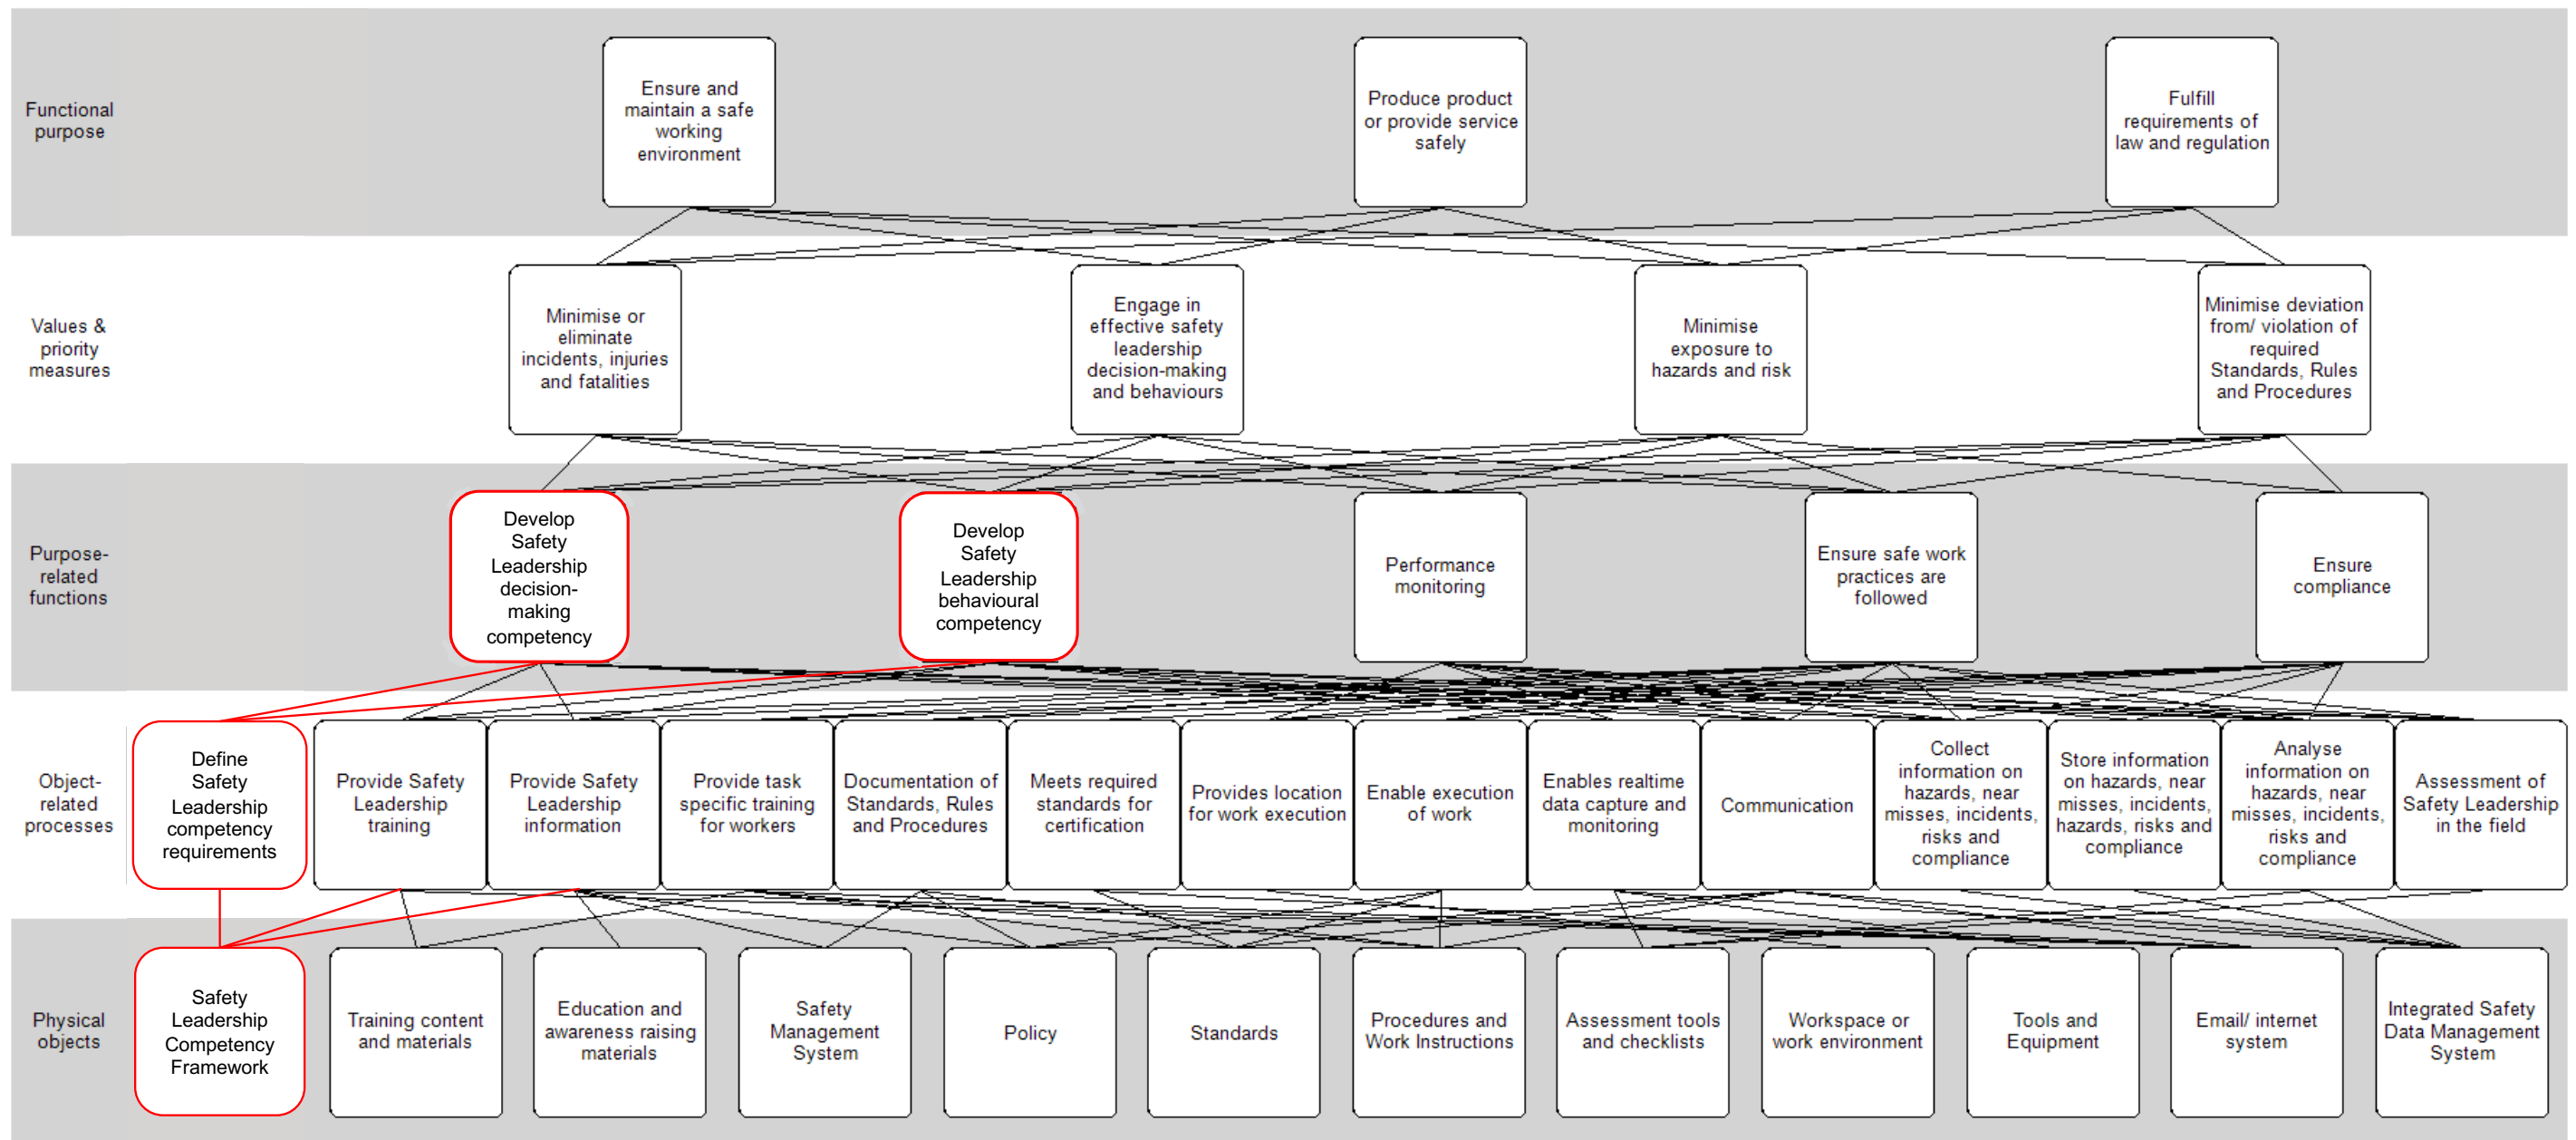 Functional
purpose
Ensure and
maintain a safe
working
environment
Produce product
or provide service
safely
Fulfill
requirements of
law and regulation
Values &
priority
measures
Minimise or
eliminate
incidents, injuries
and fatalities
Engage in
effective safety
leadership
decision-making
and behaviours
Minimise
exposure to
hazards and risk
Minimise deviation
from/ violation of
required
Standards, Rules
and Procedures
Purpose-
related
functions
Develop
Safety
Leadership
decision-
making
competency
Develop
Safety
Leadership
behavioural
competency
Performance
monitoring
Ensure safe work
practices are
followed
Ensure
compliance
Object-
related
processes
Define
Safety
Leadership
competency
requirements
Provide Safety
Leadership
training
Provide Safety
Leadership
information
Provide task
specific training
for workers
Documentation of
Standards, Rules
and Procedures
Meets required
standards for
certification
Provides location
for work execution
Enable execution
of work
Enables realtime
data capture and
monitoring
Communication
Collect
information on
hazards, near
misses, incidents,
risks and
compliance
Store information
on hazards, near
misses, incidents,
hazards, risks and
compliance
Analyse
information on
hazards, near
misses, incidents,
risks and
compliance
Assessment of
Safety Leadership
in the field
Physical
objects
Safety
Leadership
Competency
Framework
Training content
and materials
Education and
awareness raising
materials
Safety
Management
System
Policy
Standards
Procedures and
Work Instructions
Assessment tools
and checklists
Workspace or
work environment
Tools and
Equipment
Email/ internet
system
Integrated Safety
Data Management
System